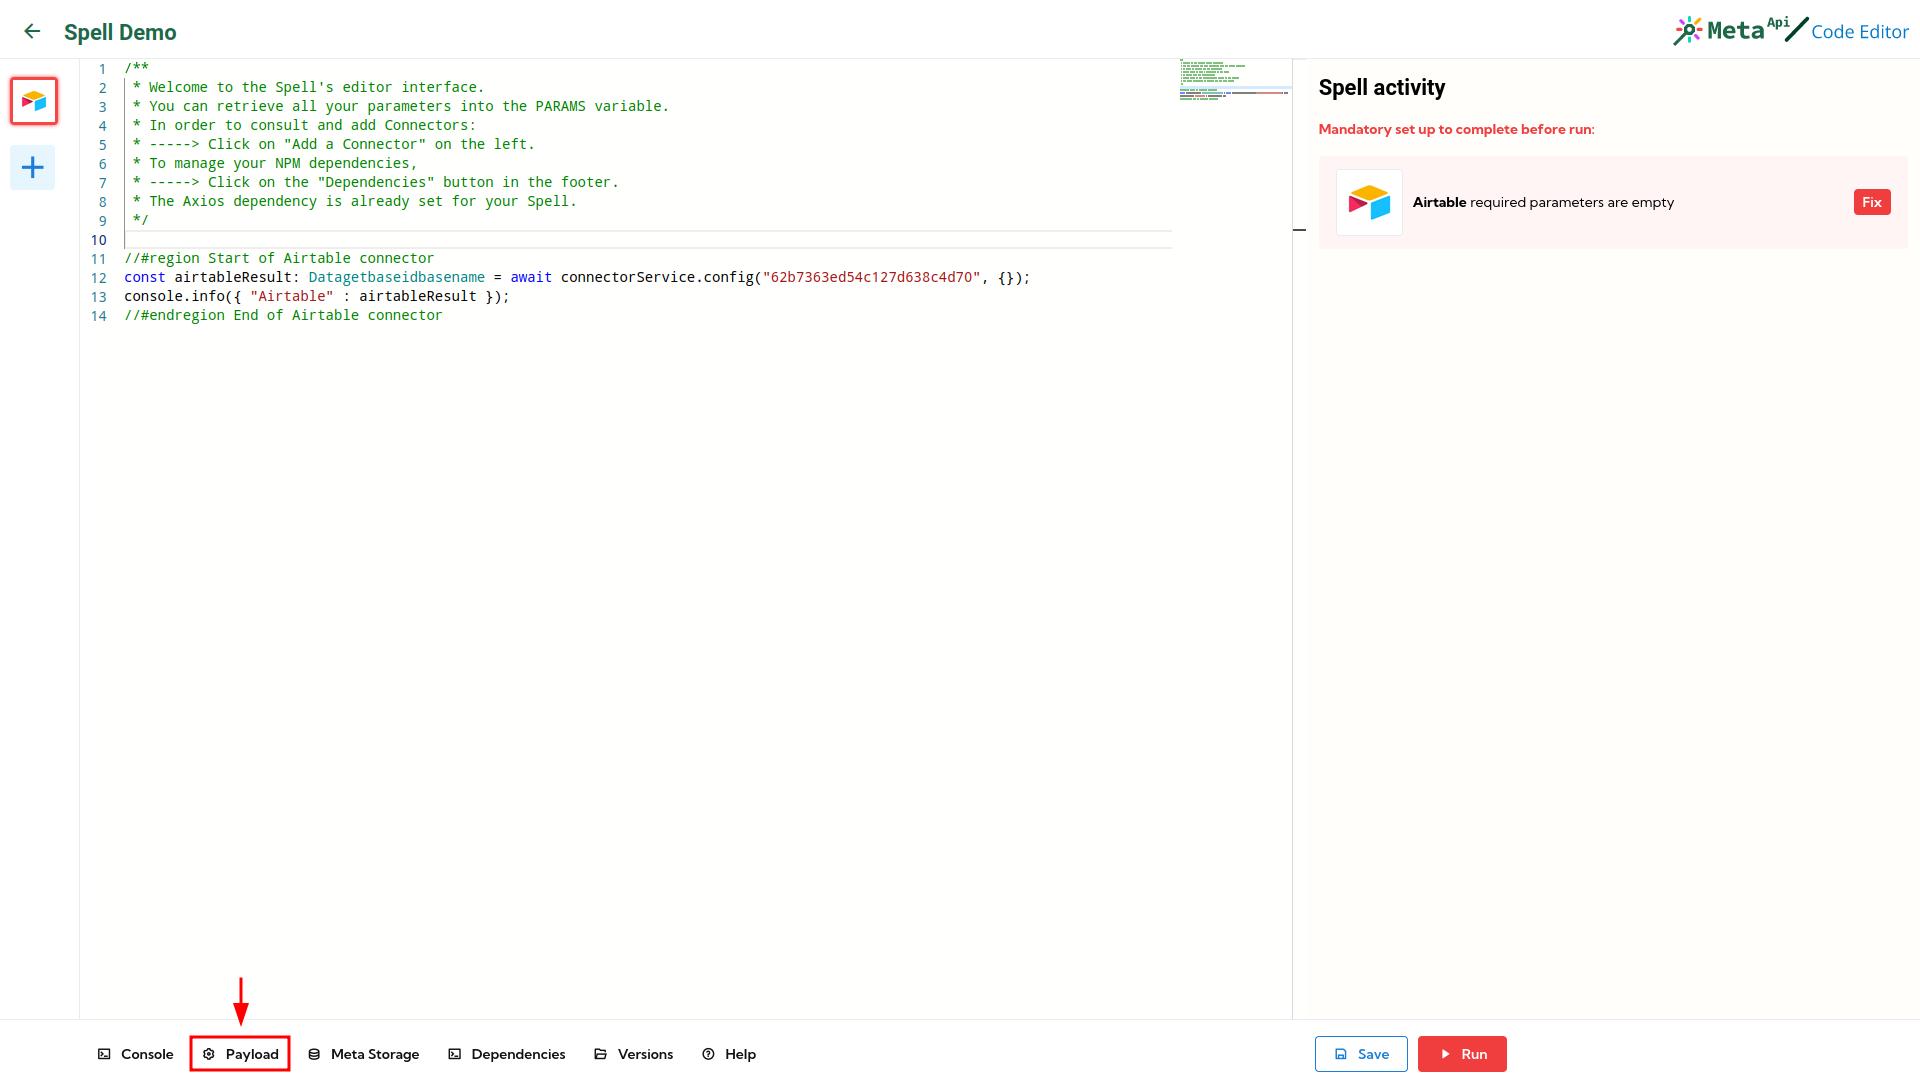 Spell Demo
MetaApi Code Editor
1 /**
2 * Welcome to the Spell's editor interface.
3 * You can retrieve all your parameters into the PARAMS variable.
4 * In order to consult and add Connectors:
5 * -----> Click on "Add a Connector" on the left.
6 * To manage your NPM dependencies,
7 * -----> Click on the "Dependencies" button in the footer.
8 * The Axios dependency is already set for your Spell.
9 */
10
11 //#region Start of Airtable connector
12 const airtableResult: Datagetbaseidbasename = await connectorService.config("62b7363ed54c127d638c4d70", {});
13 console.info({ "Airtable" : airtableResult });
14 //#endregion End of Airtable connector
Spell activity
Mandatory set up to complete before run:
Airtable required parameters are empty
Fix
Console
Payload
Meta Storage
Dependencies
Versions
Help
Save
Run